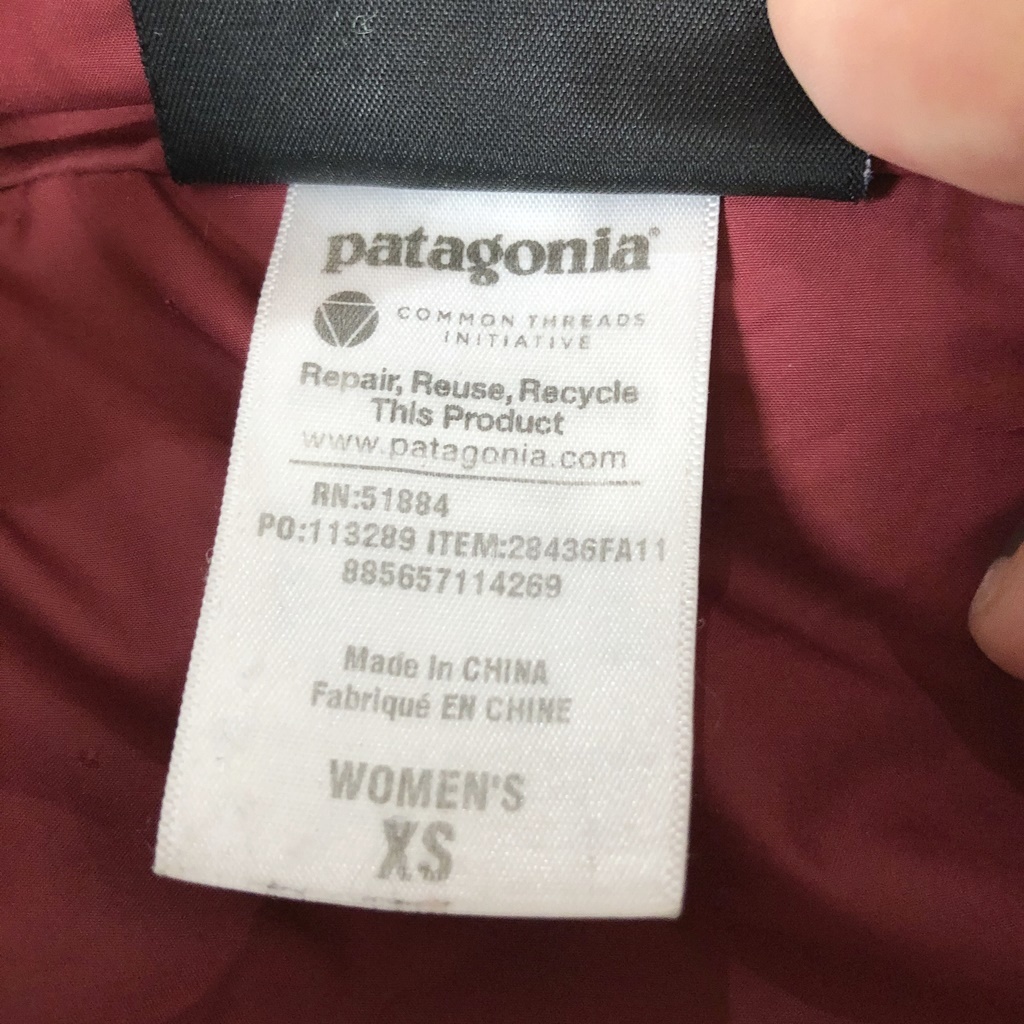 patagonia®
COMMON THREADS
INITIATIVE
Repair, Reuse, Recycle
This Product
www.patagonia.com
RN:51884
PO:113289 ITEM:28436FA11
885657114269
Made In CHINA
Fabriqué EN CHINE
WOMEN'S
XS